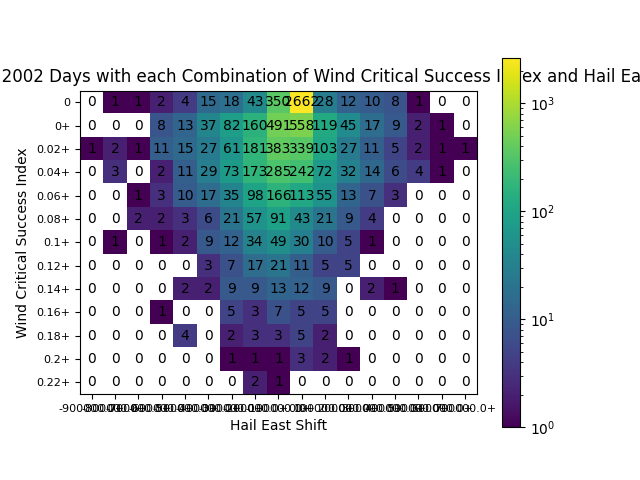 2002 Days with each Combination of Wind Critical Success Index and Hail Ea
0 0 1 1 2 4 15 18 43 350 2662 28 12 10 8 1 0 0
0+ 0 0 0 8 13 37 82 160 491 558 119 45 17 9 2 1 0
0.02+ 1 2 1 11 15 27 61 181 383 339 103 27 11 5 2 1 1
0.04+ 0 3 0 2 11 29 73 173 285 242 72 32 14 6 4 1 0
0.06+ 0 0 1 3 10 17 35 98 166 113 55 13 7 3 0 0 0
0.08+ 0 0 2 2 3 6 21 57 91 43 21 9 4 0 0 0 0
0.1+ 0 1 0 1 2 9 12 34 49 30 10 5 1 0 0 0 0
0.12+ 0 0 0 0 0 3 7 17 21 11 5 5 0 0 0 0 0
0.14+ 0 0 0 0 2 2 9 9 13 12 9 0 2 1 0 0 0
0.16+ 0 0 0 1 0 0 5 3 7 5 5 0 0 0 0 0 0
0.18+ 0 0 0 0 4 0 2 3 3 5 2 0 0 0 0 0 0
0.2+ 0 0 0 0 0 0 1 1 1 3 2 1 0 0 0 0 0
0.22+ 0 0 0 0 0 0 0 2 1 0 0 0 0 0 0 0 0
Hail East Shift
Wind Critical Success Index
10³
10²
10¹
10⁰